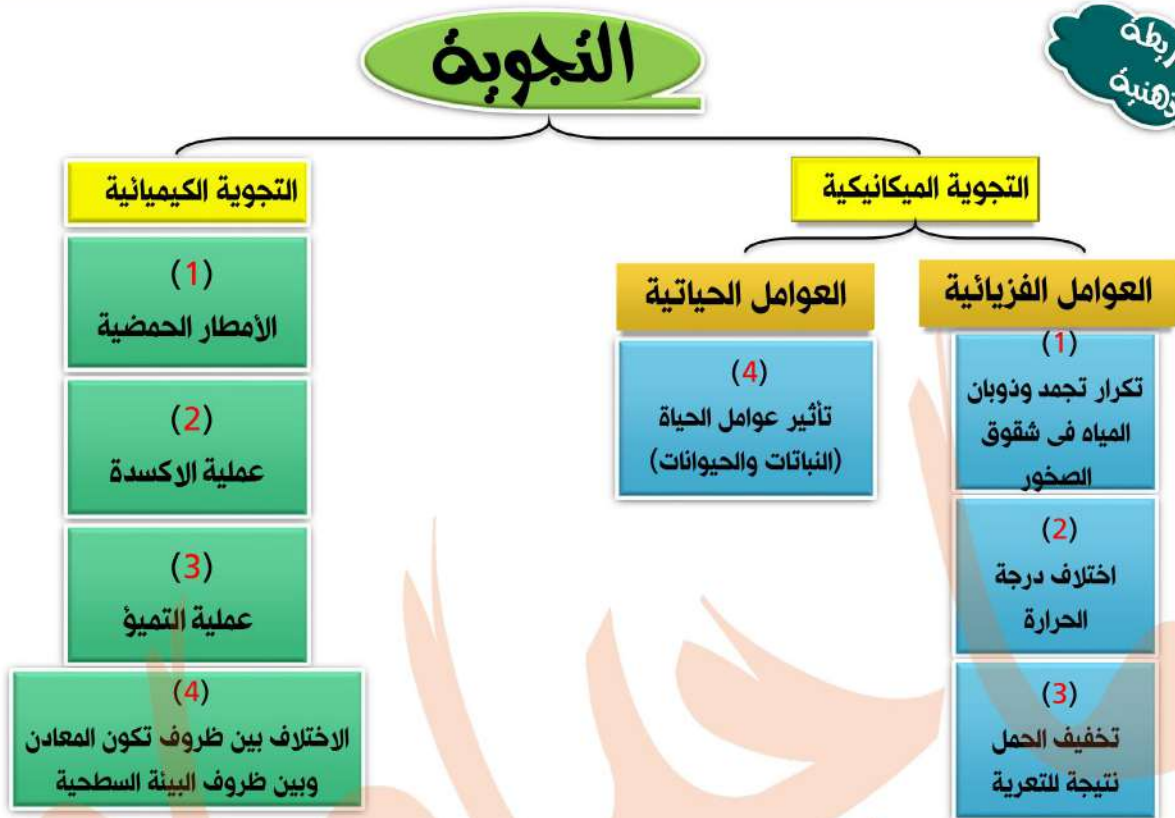 ريطة
ذهنية
التجوية
التجوية الميكانيكية
العوامل الفزيائية
(1)
تكرار تجمد وذوبان
المياه فى شقوق
الصخور
(2)
اختلاف درجة
الحرارة
(3)
تخفيف الحمل
نتيجة للتعرية
العوامل الحياتية
(4)
تأثير عوامل الحياة
(النباتات والحيوانات)
التجوية الكيميائية
(1)
الأمطار الحمضية
(2)
عملية الاكسدة
(3)
عملية التميؤ
(4)
الاختلاف بين ظروف تكون المعادن
وبين ظروف البيئة السطحية